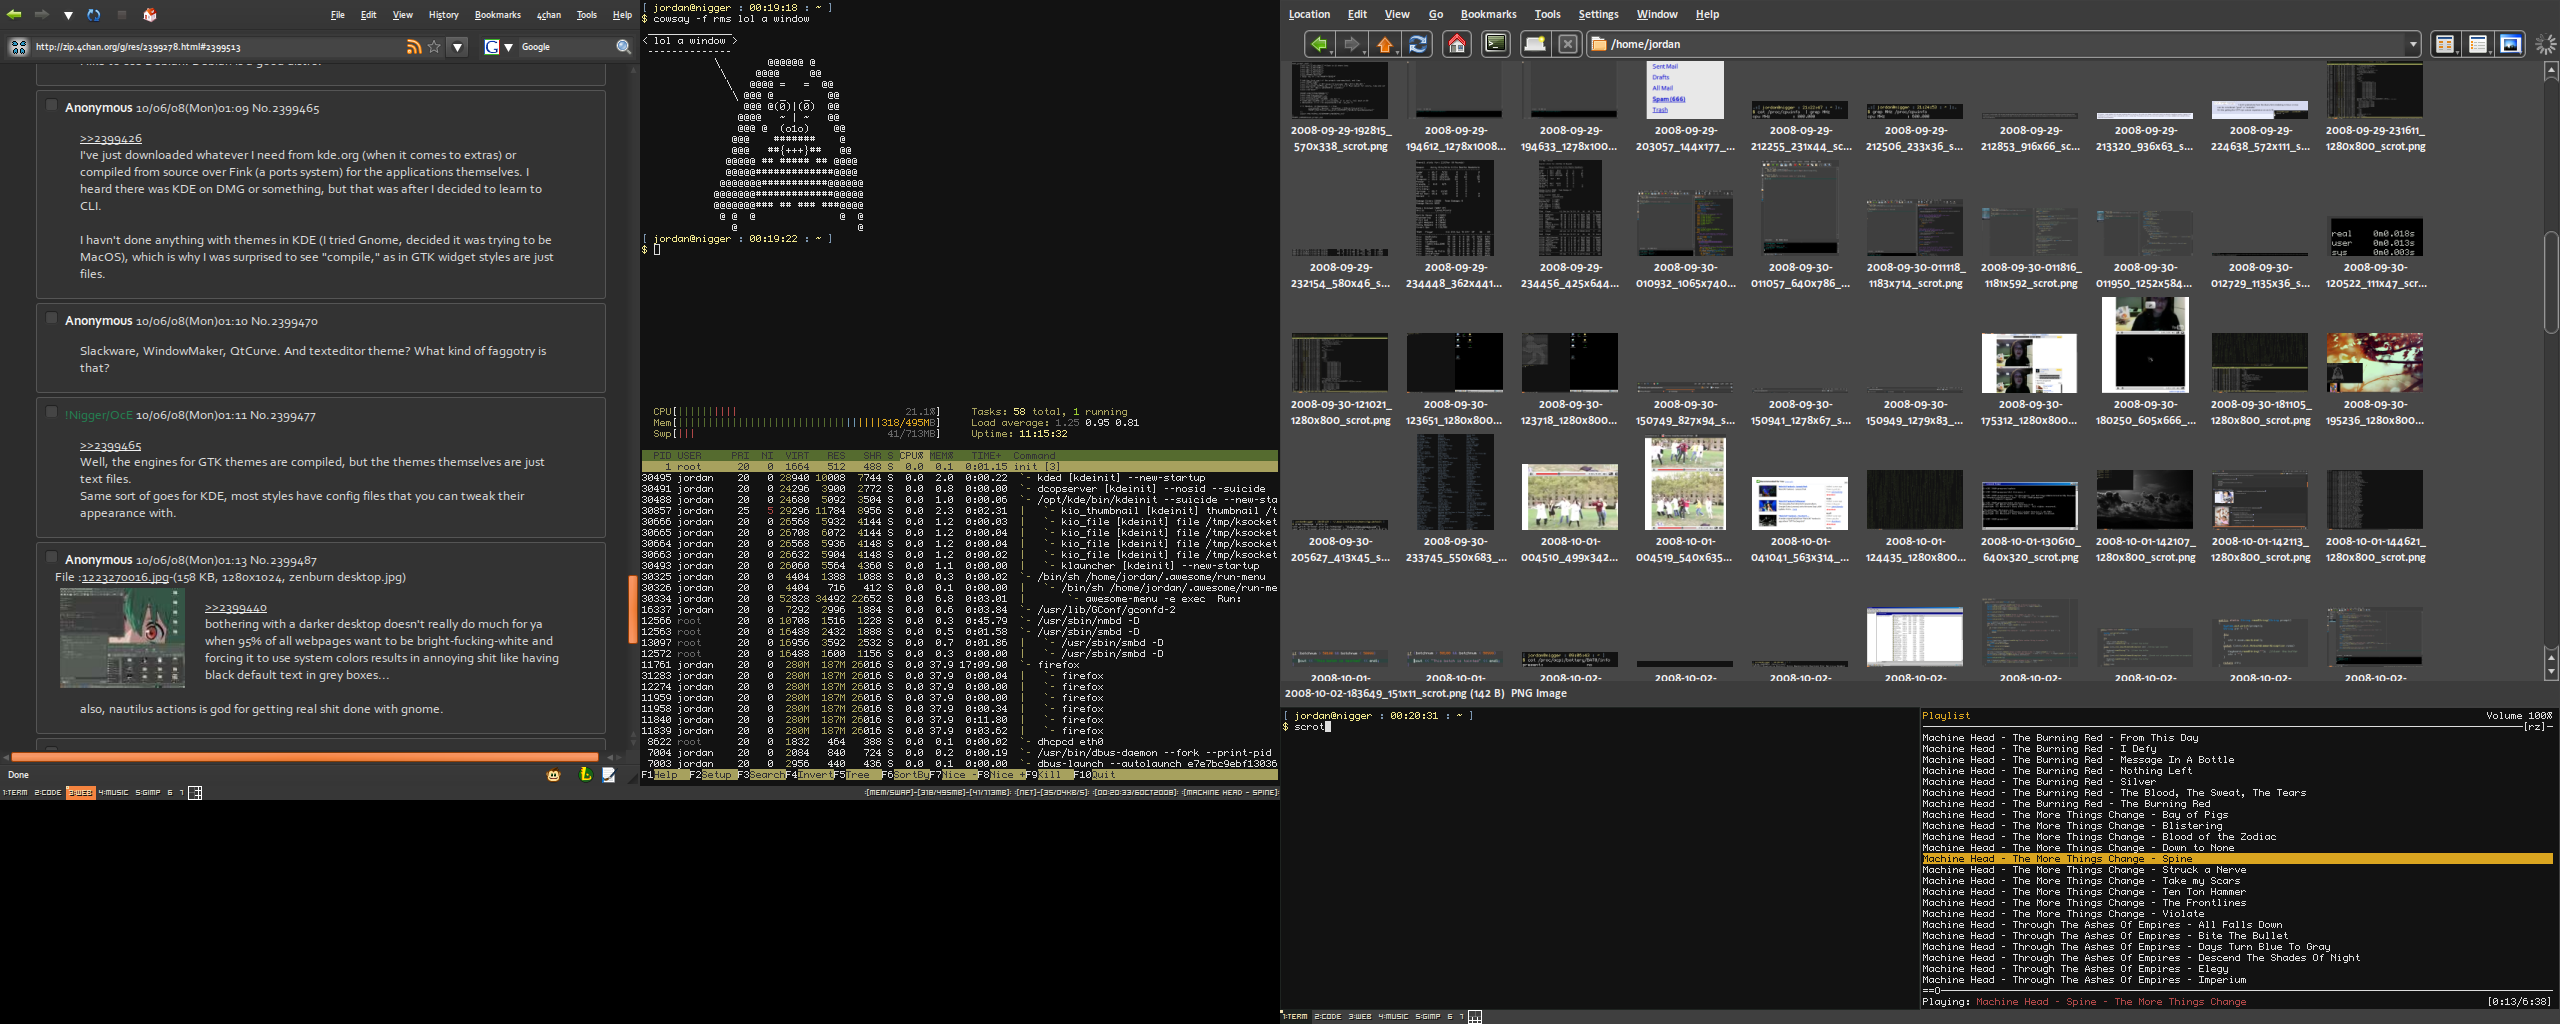 File Edit View History Bookmarks 4chan Tools Help
http://zip.4chan.org/g/res/2399278.html#2399513
Google
Anonymous 10/06/08(Mon)01:09 No.2399465
>>2399426
I've just downloaded whatever I need from kde.org (when it comes to extras) or
compiled from source over Fink (a ports system) for the applications themselves. I
heard there was KDE on DMG or something, but that was after I decided to learn to
CLI.
I havn't done anything with themes in KDE (I tried Gnome, decided it was trying to be
MacOS), which is why I was surprised to see "compile," as in GTK widget styles are just
files.
Anonymous 10/06/08(Mon)01:10 No.2399470
Slackware, WindowMaker, QtCurve. And texteditor theme? What kind of faggotry is
that?
!Nigger/OcE 10/06/08(Mon)01:11 No.2399477
>>2399465
Well, the engines for GTK themes are compiled, but the themes themselves are just
text files.
Same sort of goes for KDE, most styles have config files that you can tweak their
appearance with.
Anonymous 10/06/08(Mon)01:13 No.2399487
File :1223270016.jpg-(158 KB, 1280x1024, zenburn desktop.jpg)
>>2399440
bothering with a darker desktop doesn't really do much for ya
when 95% of all webpages want to be bright-fucking-white and
forcing it to use system colors results in annoying shit like having
black default text in grey boxes...
also, nautilus actions is god for getting real shit done with gnome.
Done
1:TERM 2:CODE 3:WEB 4:MUSIC 5:GIMP 6 7
[ jordan@nigger : 00:19:18 : ~ ]
$ cowsay -f rms lol a window
< lol a window >
[ jordan@nigger : 00:19:22 : ~ ]
$
CPU[ 21.1%] Tasks: 58 total, 1 running
Mem[ 318/495MB] Load average: 1.25 0.95 0.81
Swp[ 41/713MB] Uptime: 11:15:32
PID USER PRI NI VIRT RES SHR S CPU% MEM% TIME+ Command
1 root 20 0 1664 512 488 S 0.0 0.1 0:01.15 init [3]
30495 jordan 20 0 28940 10008 7744 S 0.0 2.0 0:00.22 `- kded [kdeinit] --new-startup
30491 jordan 20 0 24296 3900 2772 S 0.0 0.8 0:00.00 `- dcopserver [kdeinit] --nosid --suicide
30488 jordan 20 0 24680 5092 3504 S 0.0 1.0 0:00.06 `- /opt/kde/bin/kdeinit --suicide --new-sta
30857 jordan 25 5 29296 11784 8956 S 0.0 2.3 0:02.31 | `- kio_thumbnail [kdeinit] thumbnail /t
30666 jordan 20 0 26568 5932 4144 S 0.0 1.2 0:00.03 | `- kio_file [kdeinit] file /tmp/ksocket
30665 jordan 20 0 26708 6072 4144 S 0.0 1.2 0:00.04 | `- kio_file [kdeinit] file /tmp/ksocket
30664 jordan 20 0 26568 5936 4148 S 0.0 1.2 0:00.04 | `- kio_file [kdeinit] file /tmp/ksocket
30663 jordan 20 0 26632 5904 4148 S 0.0 1.2 0:00.02 | `- kio_file [kdeinit] file /tmp/ksocket
30493 jordan 20 0 26060 5564 4360 S 0.0 1.1 0:00.00 `- klauncher [kdeinit] --new-startup
30325 jordan 20 0 4404 1388 1088 S 0.0 0.3 0:00.02 `- /bin/sh /home/jordan/.awesome/run-menu
30326 jordan 20 0 4404 716 412 S 0.0 0.1 0:00.00 | `- /bin/sh /home/jordan/.awesome/run-me
30334 jordan 20 0 52828 34492 22652 S 0.0 6.8 0:03.01 | `- awesome-menu -e exec Run:
16337 jordan 20 0 7292 2996 1884 S 0.0 0.6 0:03.84 `- /usr/lib/GConf/gconfd-2
12566 root 20 0 10708 1516 1228 S 0.0 0.3 0:45.79 `- /usr/sbin/nmbd -D
12563 root 20 0 16488 2432 1888 S 0.0 0.5 0:01.58 `- /usr/sbin/smbd -D
13097 root 20 0 16956 3592 2532 S 0.0 0.7 0:01.86 | `- /usr/sbin/smbd -D
12572 root 20 0 16488 1600 1156 S 0.0 0.3 0:00.00 | `- /usr/sbin/smbd -D
11761 jordan 20 0 280M 187M 26016 S 0.0 37.9 17:09.90 `- firefox
31283 jordan 20 0 280M 187M 26016 S 0.0 37.9 0:00.04 | `- firefox
12274 jordan 20 0 280M 187M 26016 S 0.0 37.9 0:00.00 | `- firefox
11959 jordan 20 0 280M 187M 26016 S 0.0 37.9 0:00.00 | `- firefox
11958 jordan 20 0 280M 187M 26016 S 0.0 37.9 0:00.34 | `- firefox
11840 jordan 20 0 280M 187M 26016 S 0.0 37.9 0:11.80 | `- firefox
11839 jordan 20 0 280M 187M 26016 S 0.0 37.9 0:03.62 | `- firefox
8622 root 20 0 1832 464 388 S 0.0 0.1 0:00.02 `- dhcpcd eth0
7004 jordan 20 0 2084 840 724 S 0.0 0.2 0:00.19 `- /usr/bin/dbus-daemon --fork --print-pid
7003 jordan 20 0 2956 440 436 S 0.0 0.1 0:00.00 `- dbus-launch --autolaunch e7e7bc9ebf13036
F1Help F2Setup F3SearchF4InvertF5Tree F6SortByF7Nice -F8Nice +F9Kill F10Quit
:[MEM/SWAP]-[318/495MB]-[41/713MB]: :[NET]-[35/04KB/S]: :[00:20:33/6OCT2008]: :[MACHINE HEAD - SPINE]:
Location Edit View Go Bookmarks Tools Settings Window Help
/home/jordan
Sent Mail
Drafts
All Mail
Spam (666)
Trash
2008-09-29-192815_570x338_scrot.png
2008-09-29-194612_1278x1008...
2008-09-29-194633_1278x100...
2008-09-29-203057_144x177_...
2008-09-29-212255_231x44_sc...
2008-09-29-212506_233x36_s...
2008-09-29-212853_916x66_sc...
2008-09-29-213320_936x63_s...
2008-09-29-224638_572x111_s...
2008-09-29-231611_1280x800_scrot.png
real 0m0.018s
user 0m0.013s
sys 0m0.003s
2008-09-29-232154_580x46_s...
2008-09-29-234448_362x441...
2008-09-29-234456_425x644...
2008-09-30-010932_1065x740...
2008-09-30-011057_640x786_...
2008-09-30-011118_1183x714_scrot.png
2008-09-30-011816_1181x592_scrot.png
2008-09-30-011950_1252x584...
2008-09-30-012729_1135x36_s...
2008-09-30-120522_111x47_scr...
2008-09-30-121021_1280x800_scrot.png
2008-09-30-123651_1280x800...
2008-09-30-123718_1280x800...
2008-09-30-150749_827x94_s...
2008-09-30-150941_1278x67_s...
2008-09-30-150949_1279x83_...
2008-09-30-175312_1280x800...
2008-09-30-180250_605x666_...
2008-09-30-181105_1280x800_scrot.png
2008-09-30-195236_1280x800...
2008-09-30-205627_413x45_s...
2008-09-30-233745_550x683_...
2008-10-01-004510_499x342...
2008-10-01-004519_540x635...
2008-10-01-041041_563x314_...
2008-10-01-124435_1280x800...
2008-10-01-130610_640x320_scrot.png
2008-10-01-142107_1280x800_scrot.png
2008-10-01-142113_1280x800_scrot.png
2008-10-01-144621_1280x800_scrot.png
2008-10-01- 2008-10-01- 2008-10-02- 2008-10-02- 2008-10-02- 2008-10-02- 2008-10-02- 2008-10-02- 2008-10-02- 2008-10-02-
2008-10-02-183649_151x11_scrot.png (142 B) PNG Image
[ jordan@nigger : 00:20:31 : ~ ]
$ scrot
Playlist Volume 100%
[rz]
Machine Head - The Burning Red - From This Day
Machine Head - The Burning Red - I Defy
Machine Head - The Burning Red - Message In A Bottle
Machine Head - The Burning Red - Nothing Left
Machine Head - The Burning Red - Silver
Machine Head - The Burning Red - The Blood, The Sweat, The Tears
Machine Head - The Burning Red - The Burning Red
Machine Head - The More Things Change - Bay of Pigs
Machine Head - The More Things Change - Blistering
Machine Head - The More Things Change - Blood of the Zodiac
Machine Head - The More Things Change - Down to None
Machine Head - The More Things Change - Spine
Machine Head - The More Things Change - Struck a Nerve
Machine Head - The More Things Change - Take my Scars
Machine Head - The More Things Change - Ten Ton Hammer
Machine Head - The More Things Change - The Frontlines
Machine Head - The More Things Change - Violate
Machine Head - Through The Ashes Of Empires - All Falls Down
Machine Head - Through The Ashes Of Empires - Bite The Bullet
Machine Head - Through The Ashes Of Empires - Days Turn Blue To Gray
Machine Head - Through The Ashes Of Empires - Descend The Shades Of Night
Machine Head - Through The Ashes Of Empires - Elegy
Machine Head - Through The Ashes Of Empires - Imperium
Playing: Machine Head - Spine - The More Things Change [0:13/6:38]
1:TERM 2:CODE 3:WEB 4:MUSIC 5:GIMP 6 7